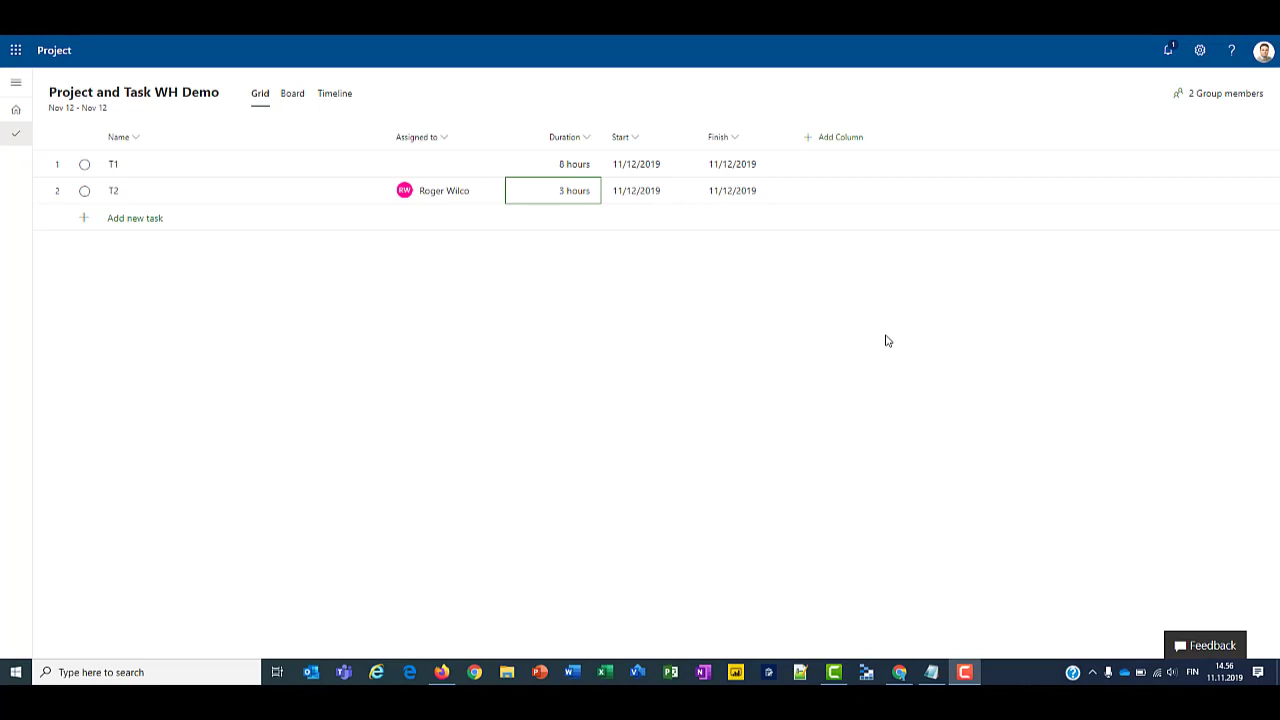 Project
1
?
Project and Task WH Demo
Nov 12 - Nov 12
Grid Board Timeline
2 Group members
Name Assigned to Duration Start Finish + Add Column
1 T1 8 hours 11/12/2019 11/12/2019
2 T2 RW Roger Wilco 3 hours 11/12/2019 11/12/2019
+ Add new task
Feedback
Type here to search
FIN
14.56
11.11.2019